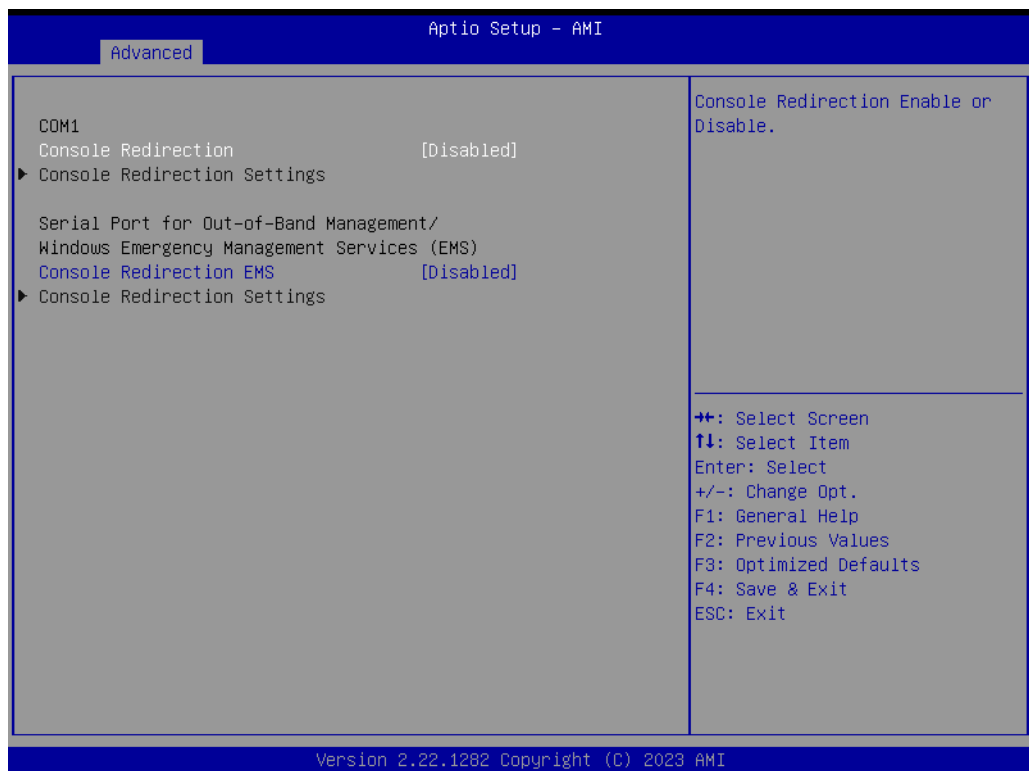 Aptio Setup – AMI
Advanced
COM1
Console Redirection [Disabled]
▶ Console Redirection Settings
Serial Port for Out-of-Band Management/
Windows Emergency Management Services (EMS)
Console Redirection EMS [Disabled]
▶ Console Redirection Settings
Console Redirection Enable or
Disable.
→←: Select Screen
↑↓: Select Item
Enter: Select
+/-: Change Opt.
F1: General Help
F2: Previous Values
F3: Optimized Defaults
F4: Save & Exit
ESC: Exit
Version 2.22.1282 Copyright (C) 2023 AMI